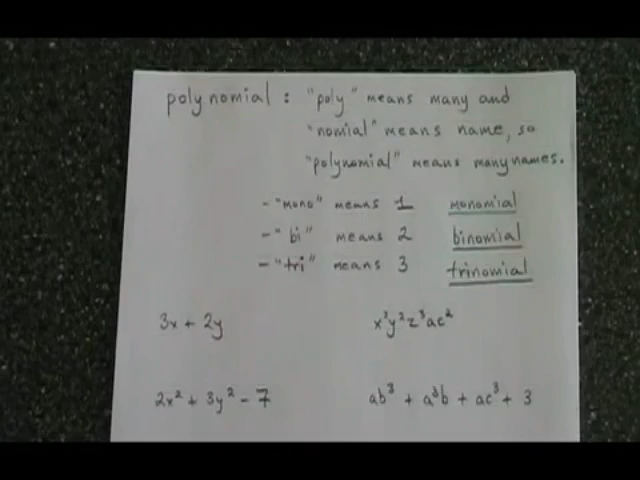 polynomial : "poly" means many and
"nomial" means name, so
"polynomial" means many names.
- "mono" means 1 monomial
- "bi" means 2 binomial
- "tri" means 3 trinomial
3x + 2y x³y²z³ac²
2x² + 3y² - 7 ab³ + a³b + ac³ + 3